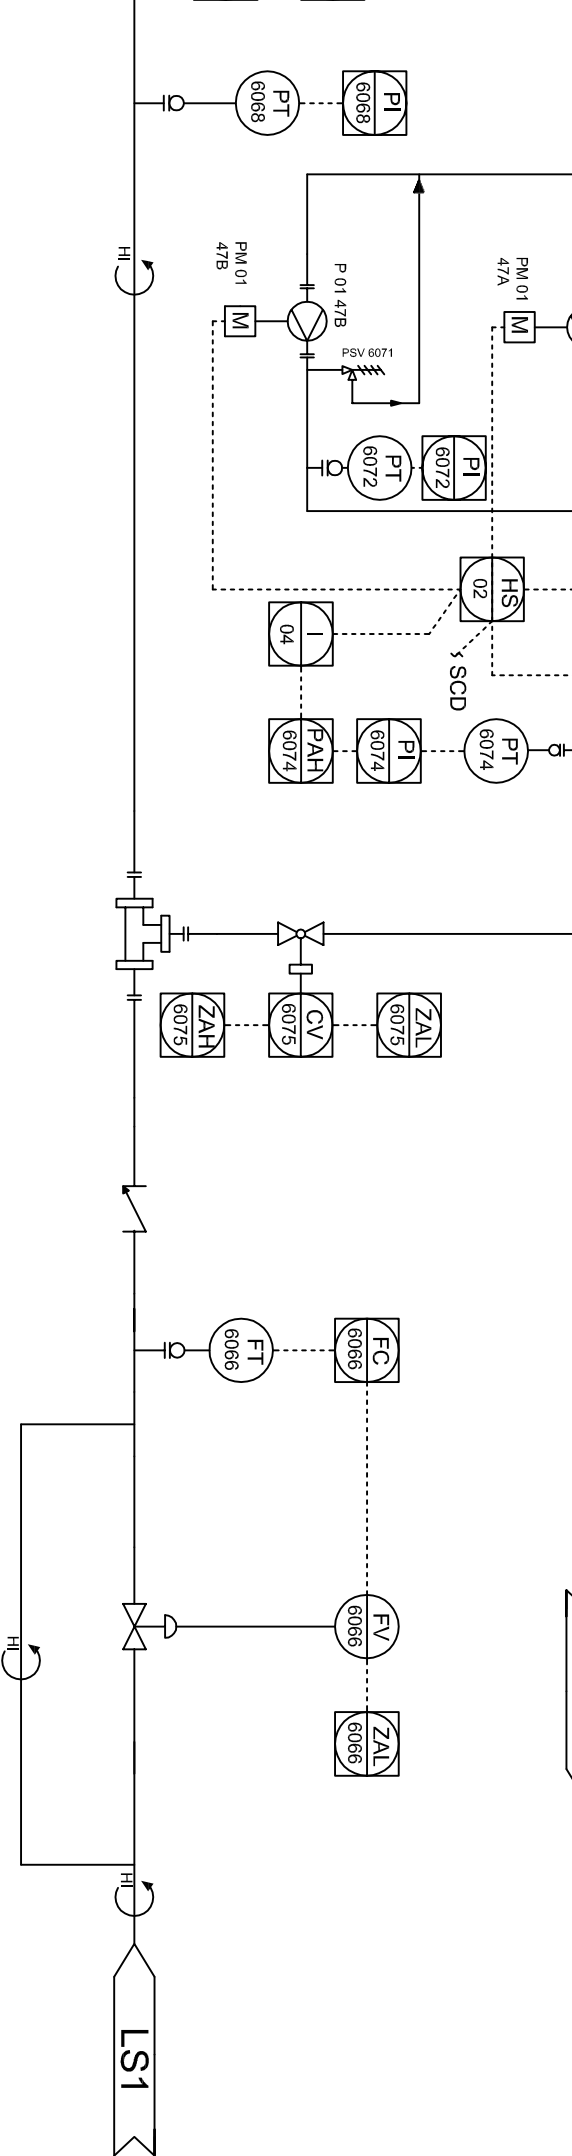 PT
6068
PI
6068
HI
PM 01
47B
M
P 01 47B
PSV 6071
PM 01
47A
M
PT
6072
PI
6072
HS
02
I
04
SCD
PAH
6074
PI
6074
PT
6074
ZAH
6075
CV
6075
ZAL
6075
FT
6066
FC
6066
FV
6066
HI
ZAL
6066
HI
LS1